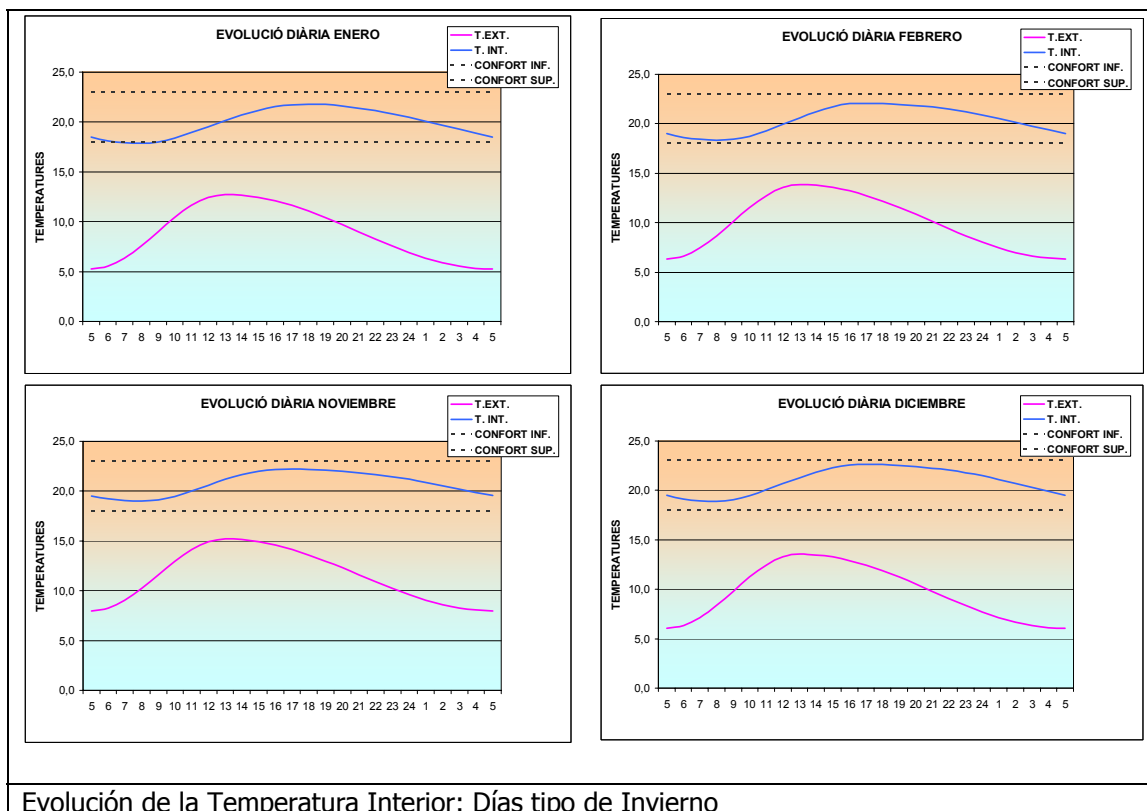 EVOLUCIÓ DIÀRIA ENERO
T.EXT.
T. INT.
CONFORT INF.
CONFORT SUP.
TEMPERATURES
25,0
20,0
15,0
10,0
5,0
0,0
5 6 7 8 9 10 11 12 13 14 15 16 17 18 19 20 21 22 23 24 1 2 3 4 5
EVOLUCIÓ DIÀRIA FEBRERO
T.EXT.
T. INT.
CONFORT INF.
CONFORT SUP.
TEMPERATURES
25,0
20,0
15,0
10,0
5,0
0,0
5 6 7 8 9 10 11 12 13 14 15 16 17 18 19 20 21 22 23 24 1 2 3 4 5
EVOLUCIÓ DIÀRIA NOVIEMBRE
T.EXT.
T. INT.
CONFORT INF.
CONFORT SUP.
TEMPERATURES
25,0
20,0
15,0
10,0
5,0
0,0
5 6 7 8 9 10 11 12 13 14 15 16 17 18 19 20 21 22 23 24 1 2 3 4 5
EVOLUCIÓ DIÀRIA DICIEMBRE
T.EXT.
T. INT.
CONFORT INF.
CONFORT SUP.
TEMPERATURES
25,0
20,0
15,0
10,0
5,0
0,0
5 6 7 8 9 10 11 12 13 14 15 16 17 18 19 20 21 22 23 24 1 2 3 4 5
Evolución de la Temperatura Interior: Días tipo de Invierno